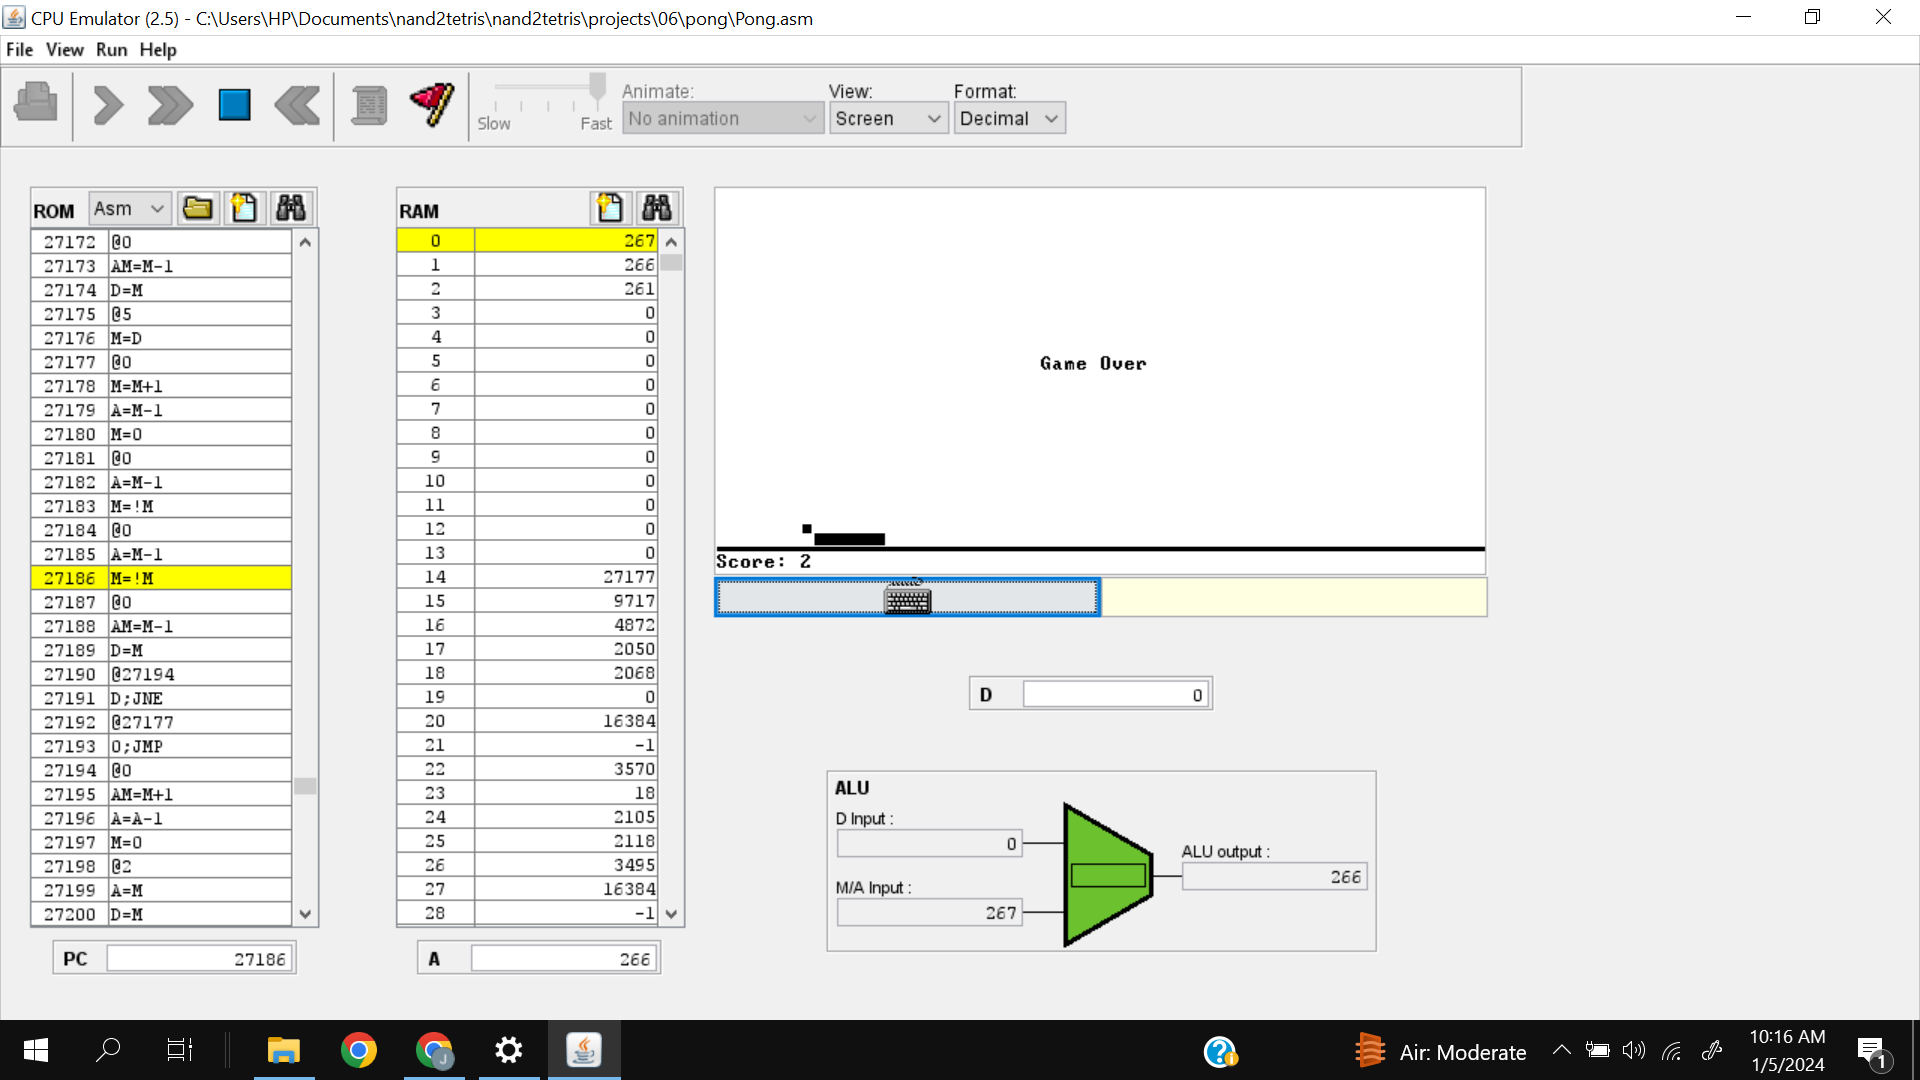 CPU Emulator (2.5) - C:\Users\HP\Documents\nand2tetris\nand2tetris\projects\06\pong\Pong.asm
File View Run Help
Slow Fast
Animate:
No animation
View:
Screen
Format:
Decimal
ROM Asm
27172 @0
27173 AM=M-1
27174 D=M
27175 @5
27176 M=D
27177 @0
27178 M=M+1
27179 A=M-1
27180 M=0
27181 @0
27182 A=M-1
27183 M=!M
27184 @0
27185 A=M-1
27186 M=!M
27187 @0
27188 AM=M-1
27189 D=M
27190 @27194
27191 D;JNE
27192 @27177
27193 0;JMP
27194 @0
27195 AM=M+1
27196 A=A-1
27197 M=0
27198 @2
27199 A=M
27200 D=M
PC 27186
RAM
0 267
1 266
2 261
3 0
4 0
5 0
6 0
7 0
8 0
9 0
10 0
11 0
12 0
13 0
14 27177
15 9717
16 4872
17 2050
18 2068
19 0
20 16384
21 -1
22 3570
23 18
24 2105
25 2118
26 3495
27 16384
28 -1
A 266
Game Over
Score: 2
D 0
ALU
D Input :
0
M/A Input :
267
ALU output :
266
Air: Moderate
10:16 AM
1/5/2024
1
J